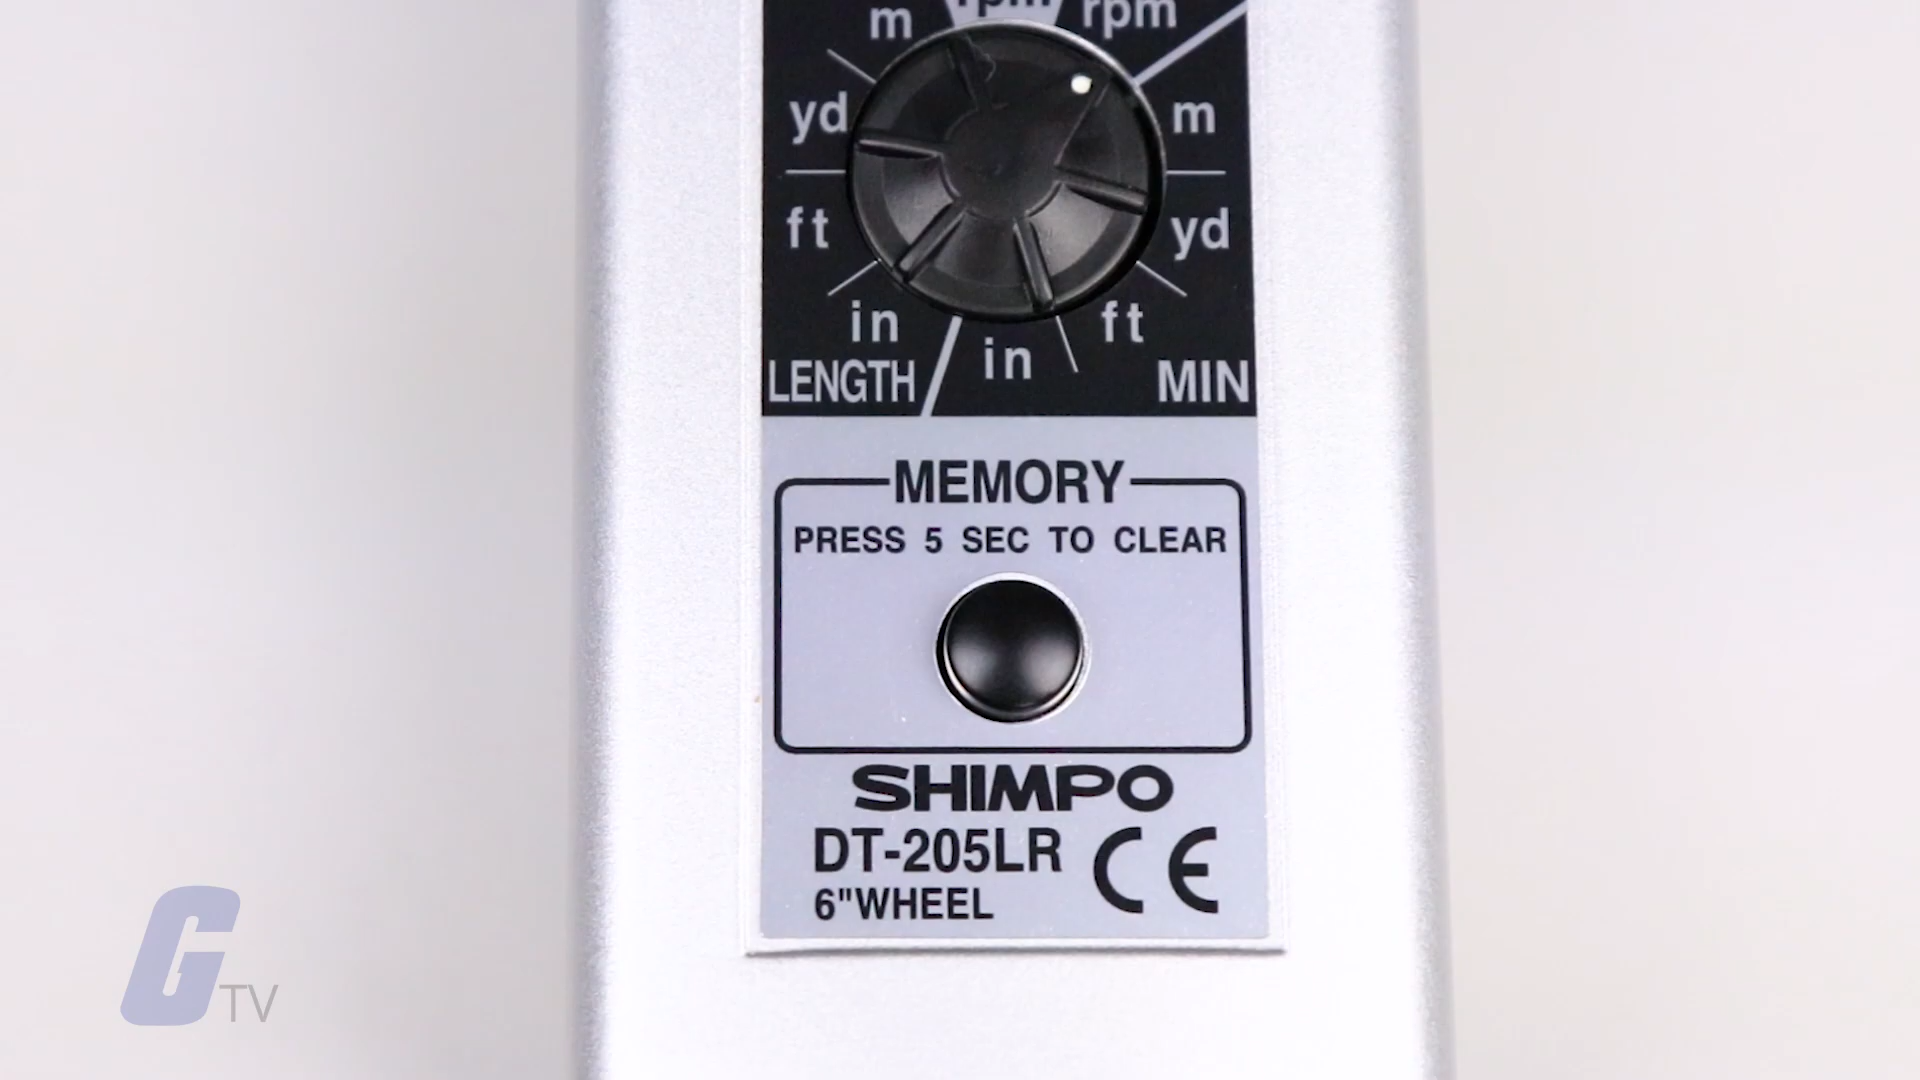 rpm rpm
m
yd m
ft yd
in ft
in
LENGTH MIN
MEMORY
PRESS 5 SEC TO CLEAR
SHIMPO
DT-205LR CE
6"WHEEL
G TV